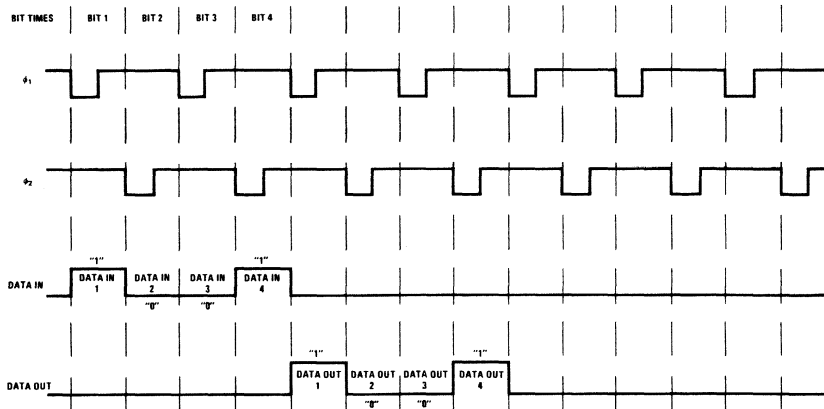 BIT TIMES BIT 1 BIT 2 BIT 3 BIT 4
ϕ1
ϕ2
"1" "1"
DATA IN DATA IN DATA IN DATA IN DATA IN
1 2 3 4
"0" "0"
"1" "1"
DATA OUT DATA OUT DATA OUT DATA OUT DATA OUT
1 2 3 4
"0" "0"